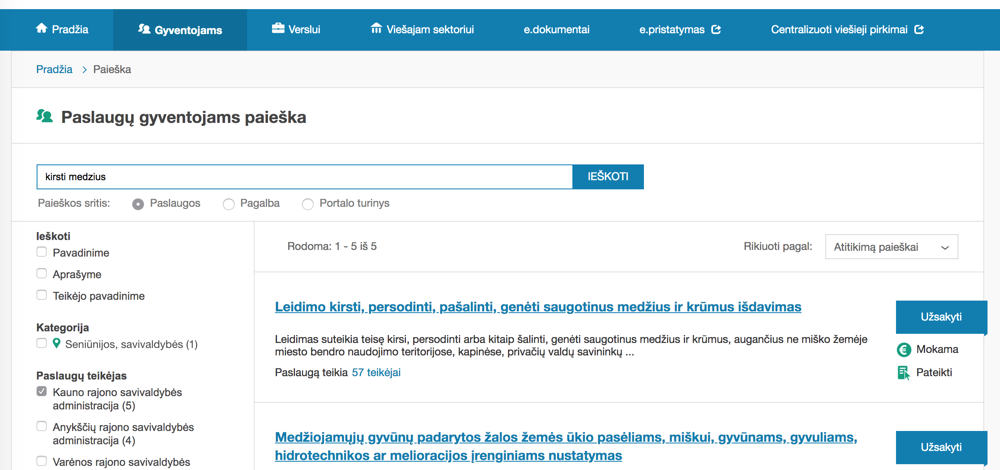 Pradžia
Gyventojams
Verslui
Viešajam sektoriui
e.dokumentai
e.pristatymas
Centralizuoti viešieji pirkimai
Pradžia > Paieška
Paslaugų gyventojams paieška
kirsti medzius
IEŠKOTI
Paieškos sritis:
Paslaugos
Pagalba
Portalo turinys
Ieškoti
Pavadinime
Aprašyme
Teikėjo pavadinime
Kategorija
Seniūnijos, savivaldybės (1)
Paslaugų teikėjas
Kauno rajono savivaldybės
administracija (5)
Anykščių rajono savivaldybės
administracija (4)
Varėnos rajono savivaldybės
Rodoma: 1 - 5 iš 5
Rikiuoti pagal:
Atitikimą paieškai
Leidimo kirsti, persodinti, pašalinti, genėti saugotinus medžius ir krūmus išdavimas
Leidimas suteikia teisę kirsi, persodinti arba kitaip šalinti, genėti saugotinus medžius ir krūmus, augančius ne miško žemėje
miesto bendro naudojimo teritorijose, kapinėse, privačių valdų savininkų ...
Paslaugą teikia 57 teikėjai
Užsakyti
Mokama
Pateikti
Medžiojamųjų gyvūnų padarytos žalos žemės ūkio pasėliams, miškui, gyvūnams, gyvuliams,
hidrotechnikos ar melioracijos įrenginiams nustatymas
Užsakyti